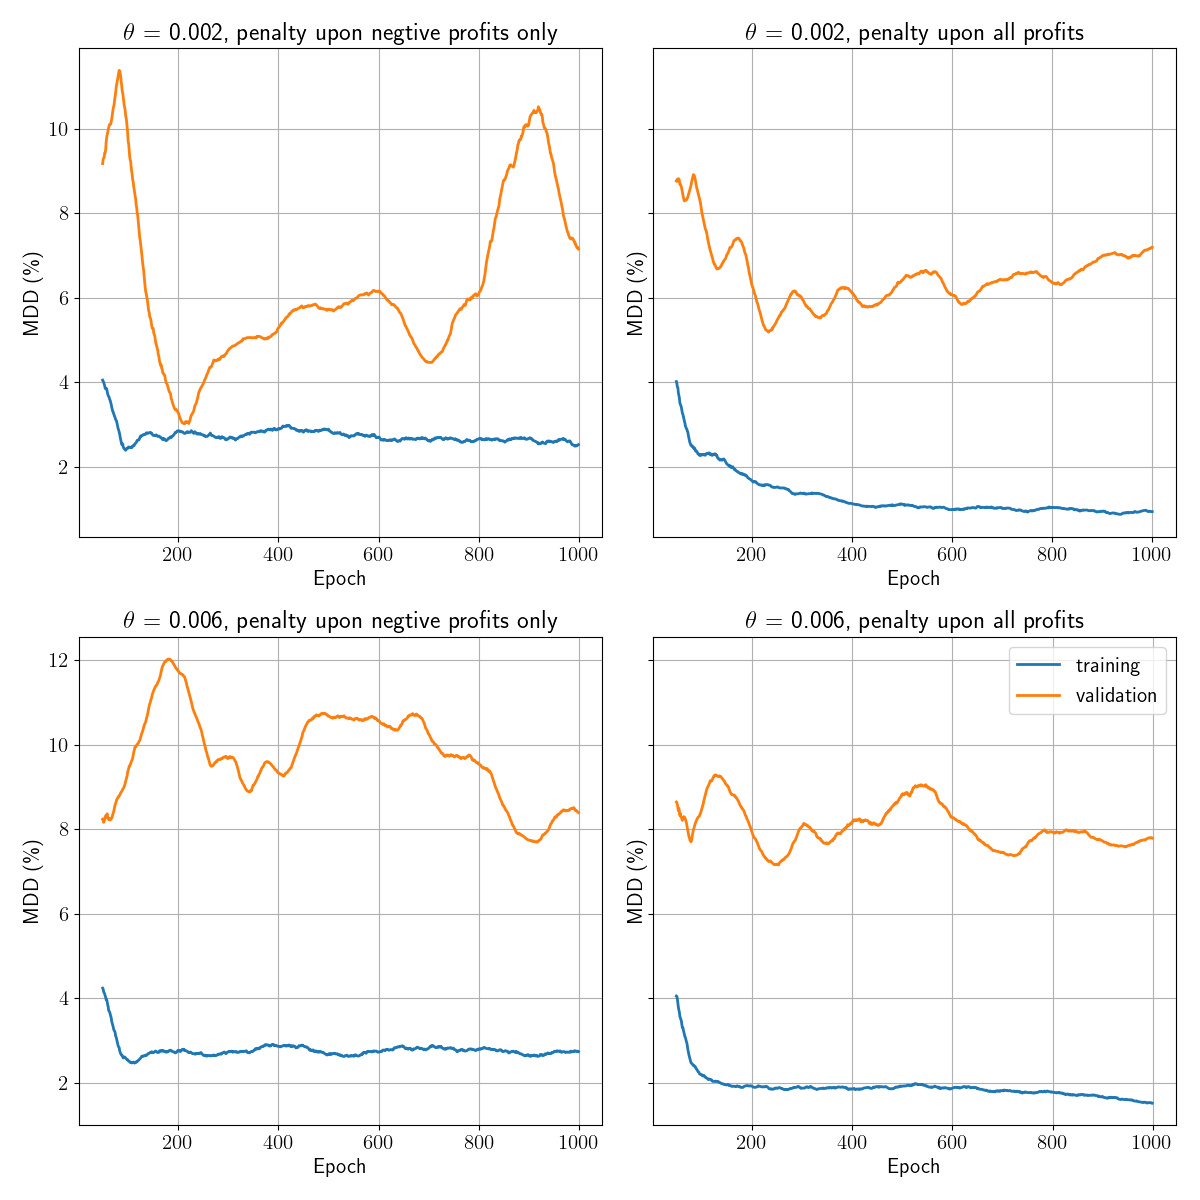 θ = 0.002, penalty upon negtive profits only
MDD (%)
10
8
6
4
2
200 400 600 800 1000
Epoch
θ = 0.002, penalty upon all profits
MDD (%)
200 400 600 800 1000
Epoch
θ = 0.006, penalty upon negtive profits only
MDD (%)
12
10
8
6
4
2
200 400 600 800 1000
Epoch
θ = 0.006, penalty upon all profits
training
validation
MDD (%)
200 400 600 800 1000
Epoch